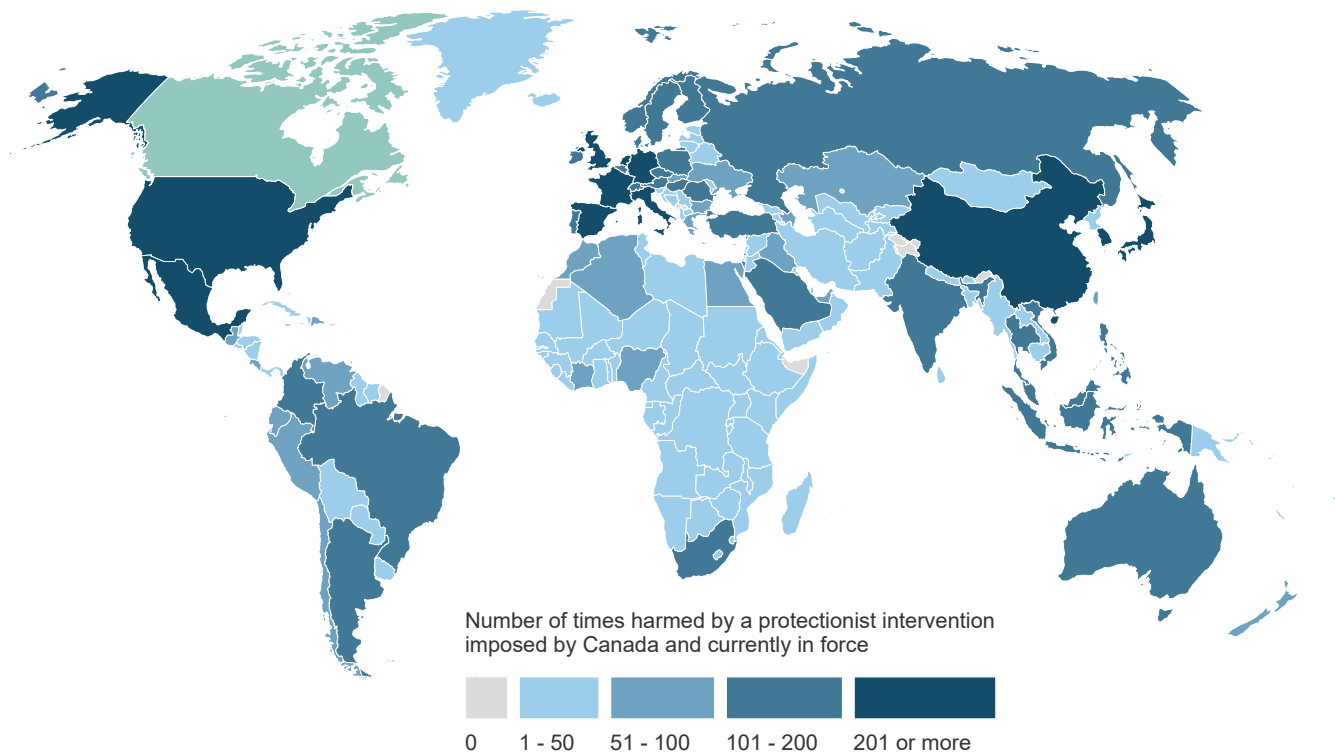 Number of times harmed by a protectionist intervention
imposed by Canada and currently in force
0 1 - 50 51 - 100 101 - 200 201 or more